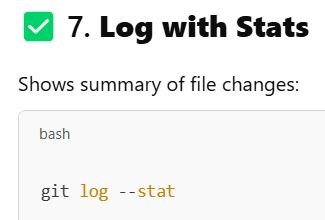 ✅ 7. Log with Stats
Shows summary of file changes:
bash
git log --stat